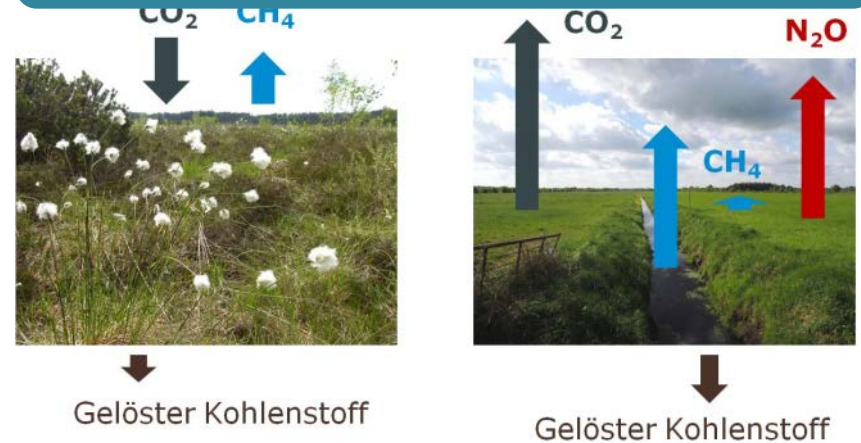 CO₂ CH₄
CO₂ N₂O
CH₄
Gelöster Kohlenstoff
Gelöster Kohlenstoff